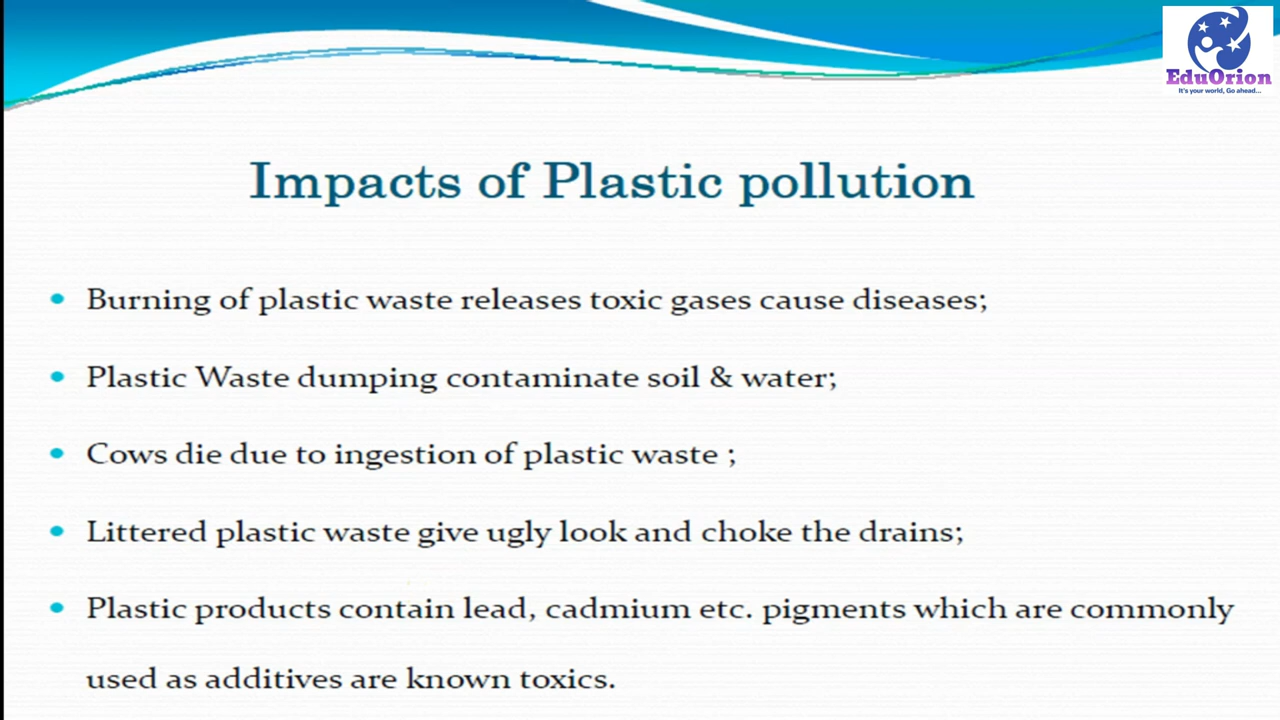 EduOrion
It's your world, Go ahead...
Impacts of Plastic pollution
• Burning of plastic waste releases toxic gases cause diseases;
• Plastic Waste dumping contaminate soil & water;
• Cows die due to ingestion of plastic waste ;
• Littered plastic waste give ugly look and choke the drains;
• Plastic products contain lead, cadmium etc. pigments which are commonly
used as additives are known toxics.